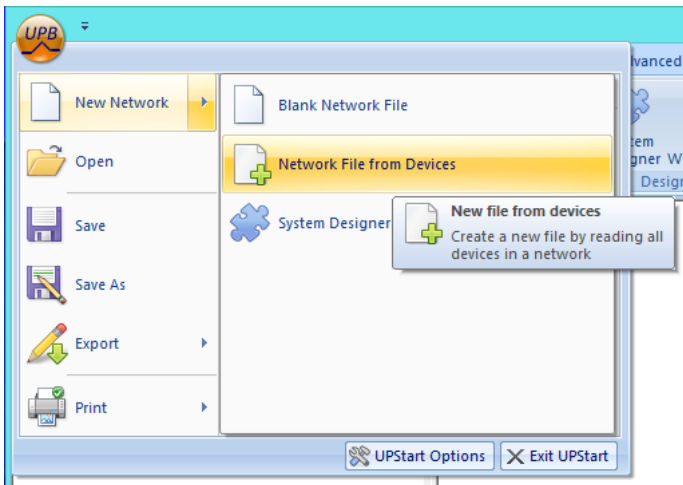 UPB
New Network
Open
Save
Save As
Export
Print
Blank Network File
Network File from Devices
System Designer
New file from devices
Create a new file by reading all
devices in a network
UPStart Options
Exit UPStart